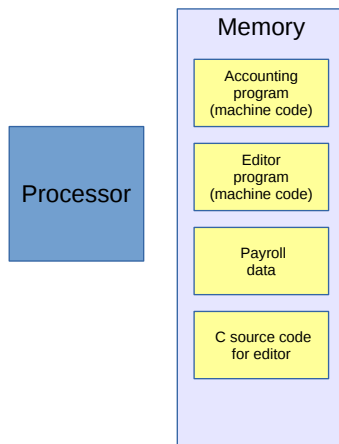 Memory
Accounting
program
(machine code)
Editor
program
(machine code)
Processor
Payroll
data
C source code
for editor